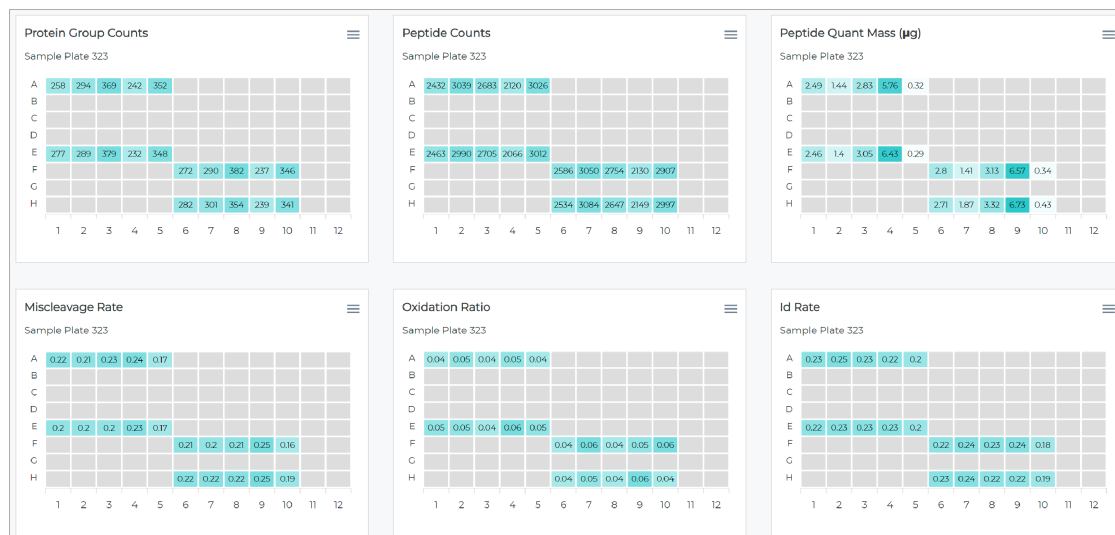 Protein Group Counts
Sample Plate 323
A 258 294 369 242 352
B
C
D
E 277 289 379 232 348
F 272 290 382 237 346
G
H 282 301 354 239 341
1 2 3 4 5 6 7 8 9 10 11 12
Peptide Counts
Sample Plate 323
A 2432 3039 2683 2120 3026
B
C
D
E 2463 2990 2705 2066 3012
F 2586 3050 2754 2130 2907
G
H 2534 3084 2647 2149 2997
1 2 3 4 5 6 7 8 9 10 11 12
Peptide Quant Mass (µg)
Sample Plate 323
A 2.49 1.44 2.83 5.76 0.32
B
C
D
E 2.46 1.4 3.05 6.43 0.29
F 2.8 1.41 3.13 6.57 0.34
G
H 2.71 1.87 3.32 6.73 0.43
1 2 3 4 5 6 7 8 9 10 11 12
Miscleavage Rate
Sample Plate 323
A 0.22 0.21 0.23 0.24 0.17
B
C
D
E 0.2 0.2 0.2 0.23 0.17
F 0.21 0.2 0.21 0.25 0.16
G
H 0.22 0.22 0.22 0.25 0.19
1 2 3 4 5 6 7 8 9 10 11 12
Oxidation Ratio
Sample Plate 323
A 0.04 0.05 0.04 0.05 0.04
B
C
D
E 0.05 0.05 0.04 0.06 0.05
F 0.04 0.06 0.04 0.05 0.06
G
H 0.04 0.05 0.04 0.06 0.04
1 2 3 4 5 6 7 8 9 10 11 12
Id Rate
Sample Plate 323
A 0.23 0.25 0.23 0.22 0.2
B
C
D
E 0.22 0.23 0.23 0.23 0.2
F 0.22 0.24 0.23 0.24 0.18
G
H 0.23 0.24 0.22 0.22 0.19
1 2 3 4 5 6 7 8 9 10 11 12